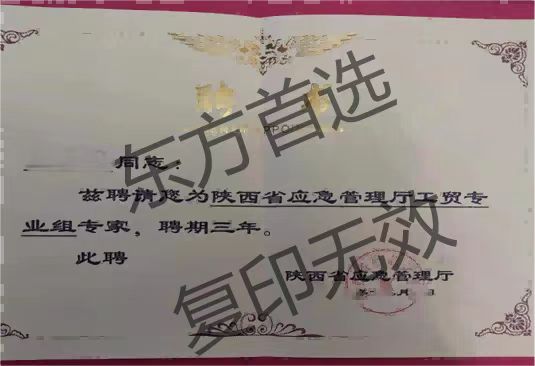 聘 书
同志:
兹聘请您为陕西省应急管理厅工贸专
业组专家，聘期三年。
此聘
陕西省应急管理厅
东方首选
复印无效